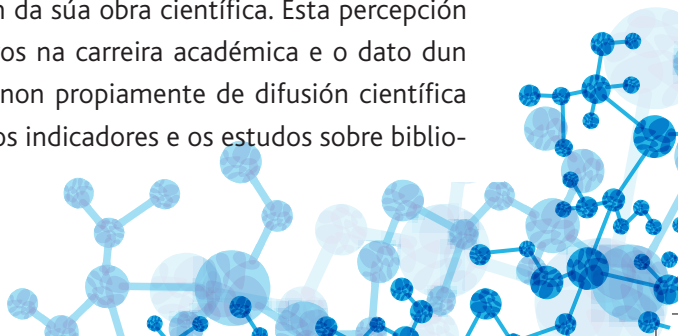 n da súa obra científica. Esta percepción
os na carreira académica e o dato dun
non propiamente de difusión científica
os indicadores e os estudos sobre biblio-